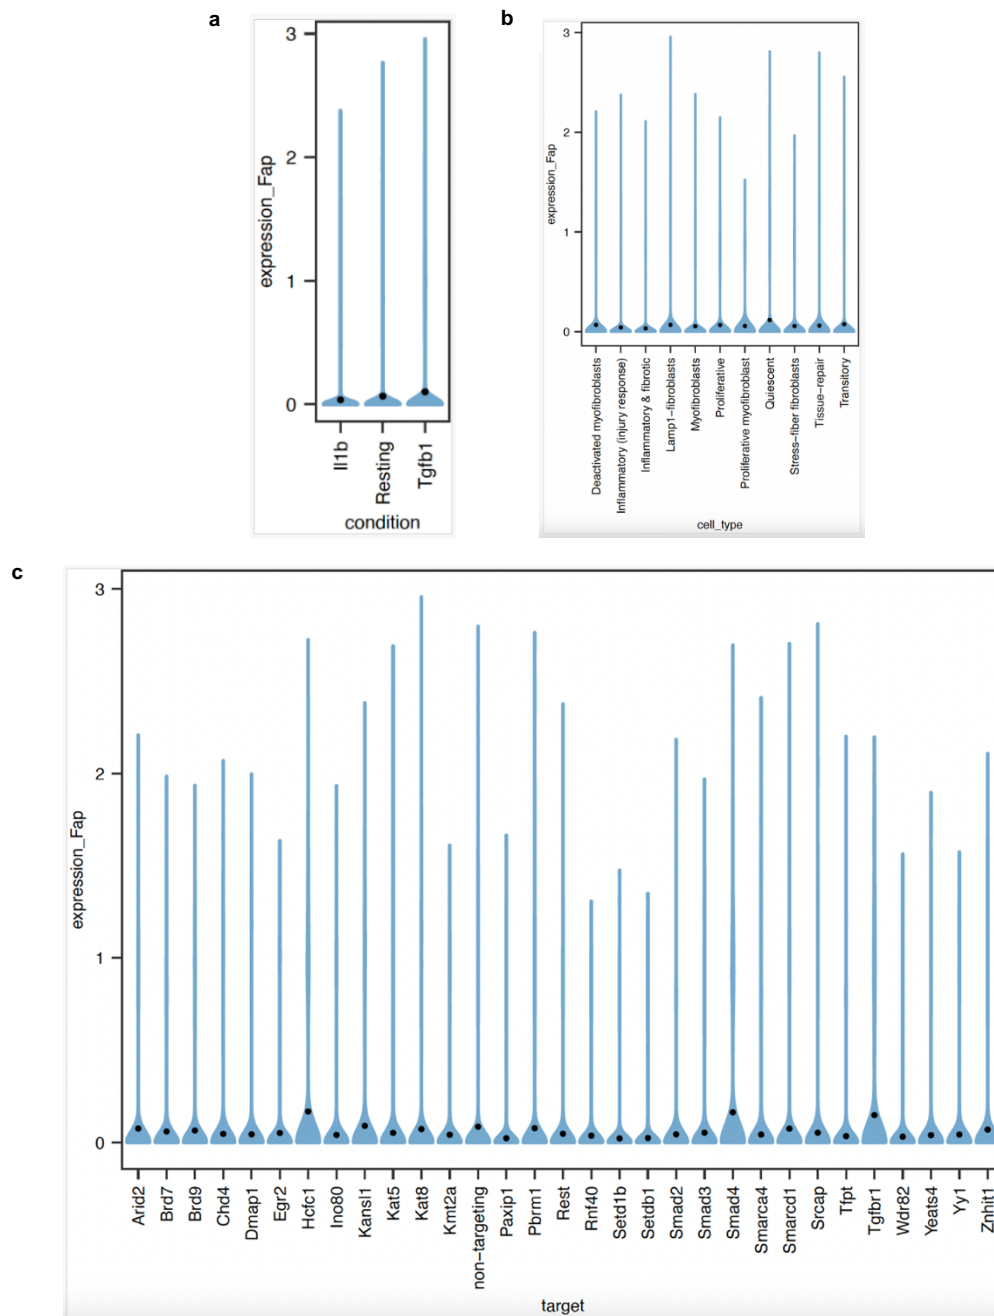 a
3
2
1
0
expression_Fap
Il1b
Resting
Tgfb1
condition
b
3
2
1
0
expression_Fap
Deactivated myofibroblasts
Inflammatory (injury response)
Inflammatory & fibrotic
Lamp1-fibroblasts
Myofibroblasts
Proliferative
Proliferative myofibroblast
Quiescent
Stress-fiber fibroblasts
Tissue-repair
Transitory
cell_type
c
3
2
1
0
expression_Fap
Arid2
Brd7
Brd9
Chd4
Dmap1
Egr2
Hcfc1
Ino80
Kansl1
Kat5
Kat8
Kmt2a
non-targeting
Paxip1
Pbrm1
Rest
Rnf40
Setd1b
Setdb1
Smad2
Smad3
Smad4
Smarca4
Smarcd1
Srcap
Tfpt
Tgfbr1
Wdr82
Yeats4
Yy1
Znhit1
target